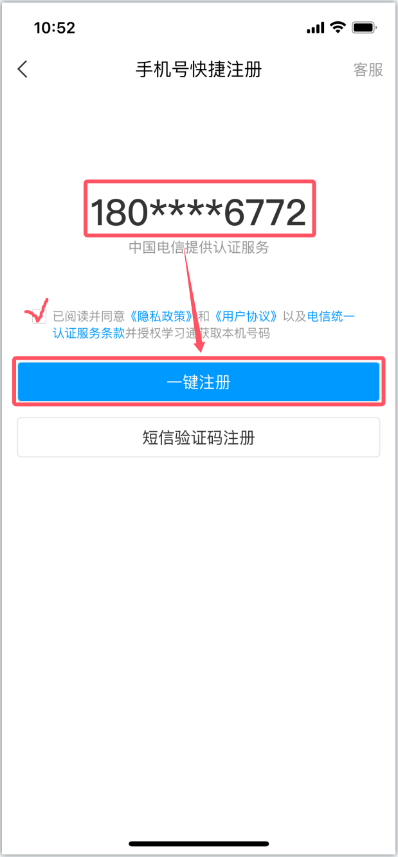 10:52
手机号快捷注册
客服
180****6772
中国电信提供认证服务
已阅读并同意《隐私政策》和《用户协议》以及电信统一
认证服务条款并授权学习通获取本机号码
一键注册
短信验证码注册